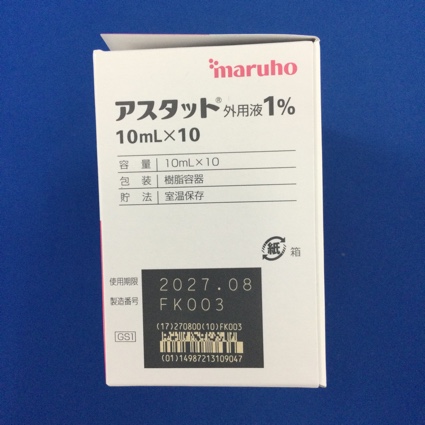 maruho
アスタット® 外用液1%
10mL×10
容 量 10mL×10
包 装 樹脂容器
貯 法 室温保存
紙 箱
使用期限 2027.08
製造番号 FK003
(17)270800(10)FK003
GS1
(01)14987213109047